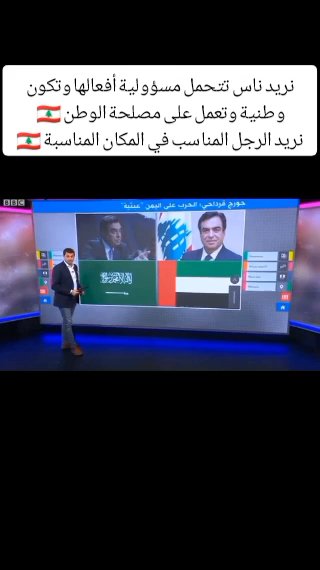 نريد ناس تتحمل مسؤولية أفعالها وتكون
وطنية وتعمل على مصلحة الوطن 🇱🇧
نريد الرجل المناسب في المكان المناسبة 🇱🇧
BBC
جورج قرداحي: الحرب على اليمن "عبثية"